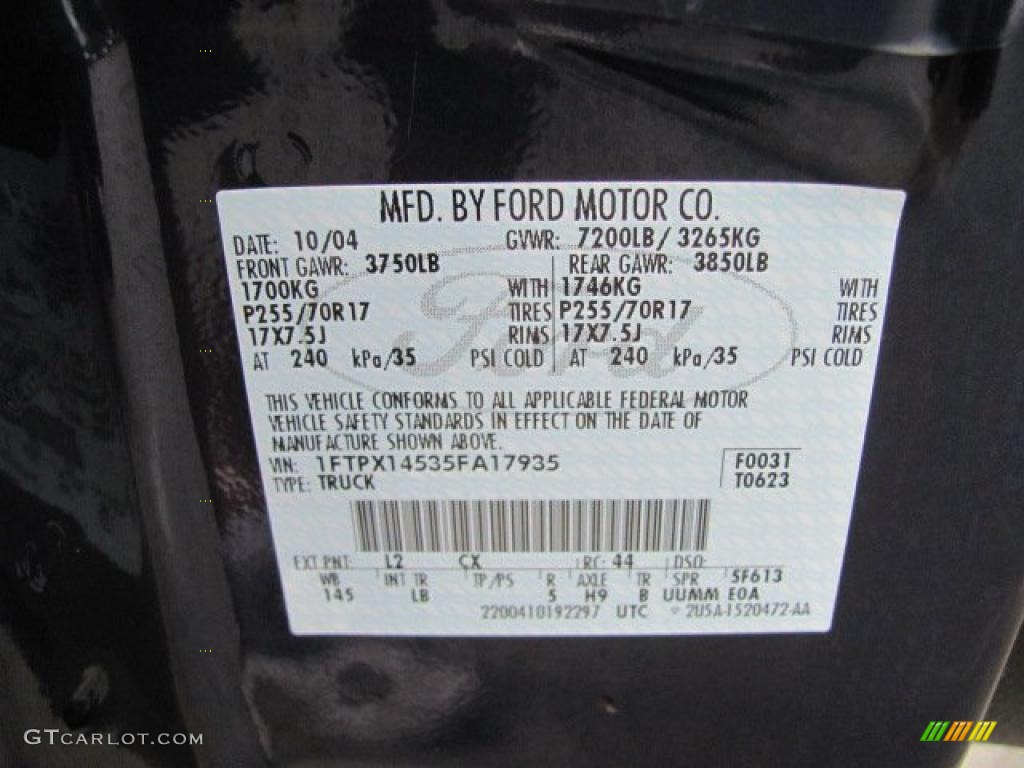 MFD. BY FORD MOTOR CO.
DATE: 10/04 GVWR: 7200LB/ 3265KG
FRONT GAWR: 3750LB REAR GAWR: 3850LB
1700KG WITH 1746KG WITH
P255/70R17 TIRES P255/70R17 TIRES
17X7.5J RIMS 17X7.5J RIMS
AT 240 kPa/35 PSI COLD AT 240 kPa/35 PSI COLD
Ford
THIS VEHICLE CONFORMS TO ALL APPLICABLE FEDERAL MOTOR
VEHICLE SAFETY STANDARDS IN EFFECT ON THE DATE OF
MANUFACTURE SHOWN ABOVE.
VIN: 1FTPX14535FA17935 F0031
TYPE: TRUCK T0623
EXT PNT: L2 CX RC: 44 DSO:
WB INT TR TP/PS R AXLE TR SPR 5F613
145 LB 5 H9 B UUMM E0A
2200410192297 UTC 2U5A-1520472-AA
GTCARLOT.COM